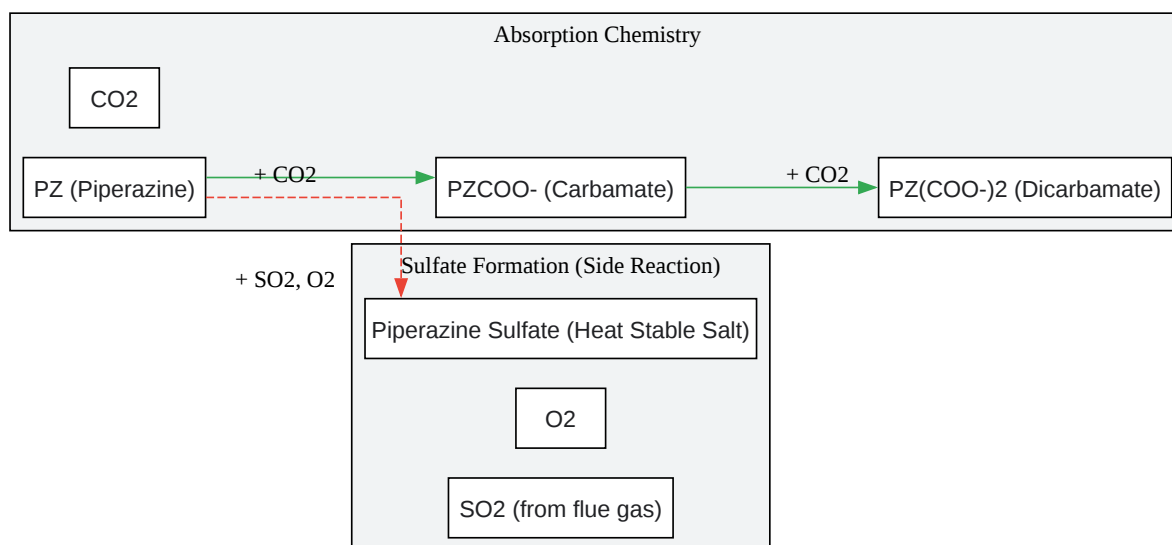 Absorption Chemistry
CO2
PZ (Piperazine)
+ CO2
PZCOO- (Carbamate)
+ CO2
PZ(COO-)2 (Dicarbamate)
Sulfate Formation (Side Reaction)
+ SO2, O2
Piperazine Sulfate (Heat Stable Salt)
O2
SO2 (from flue gas)